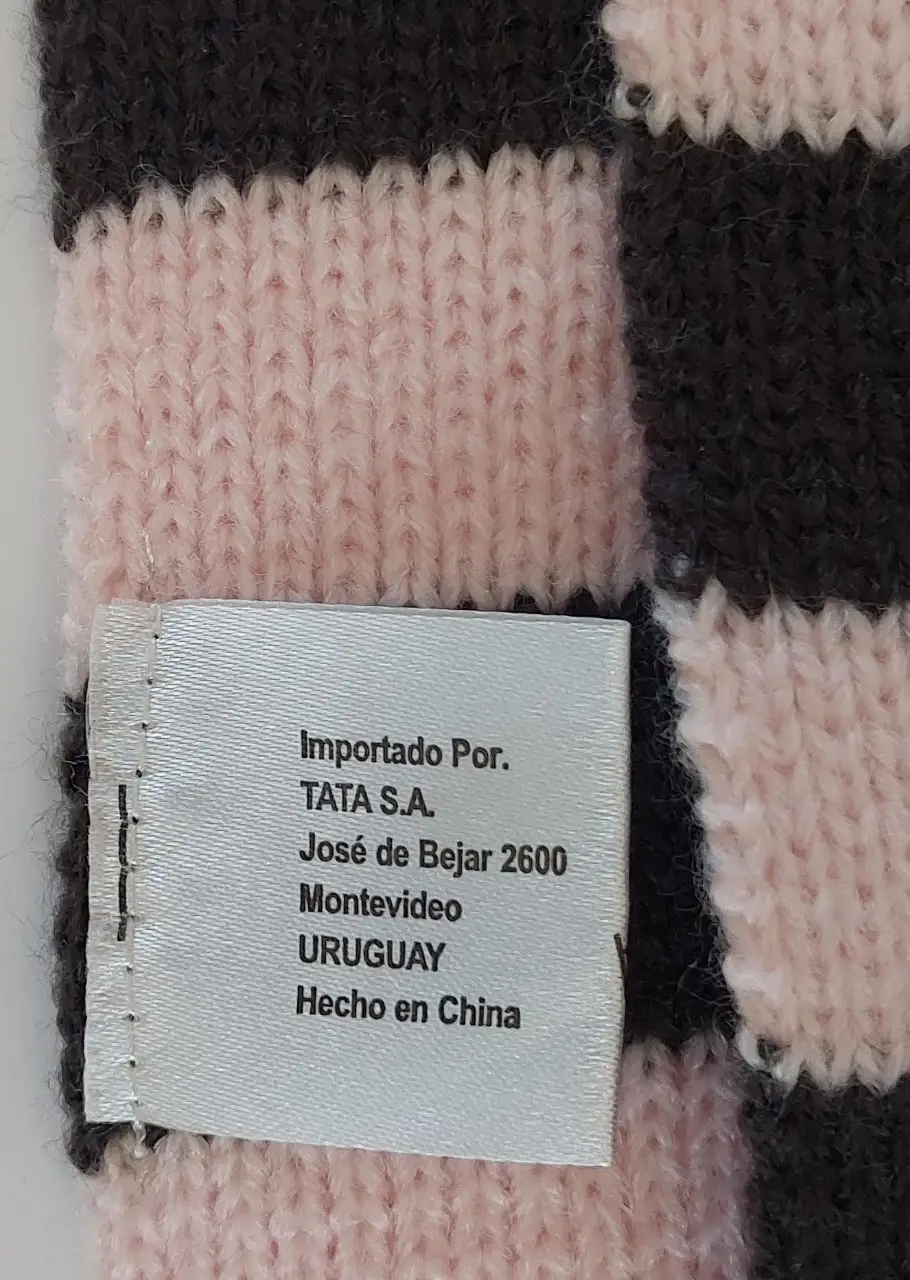 Importado Por.
TATA S.A.
José de Bejar 2600
Montevideo
URUGUAY
Hecho en China